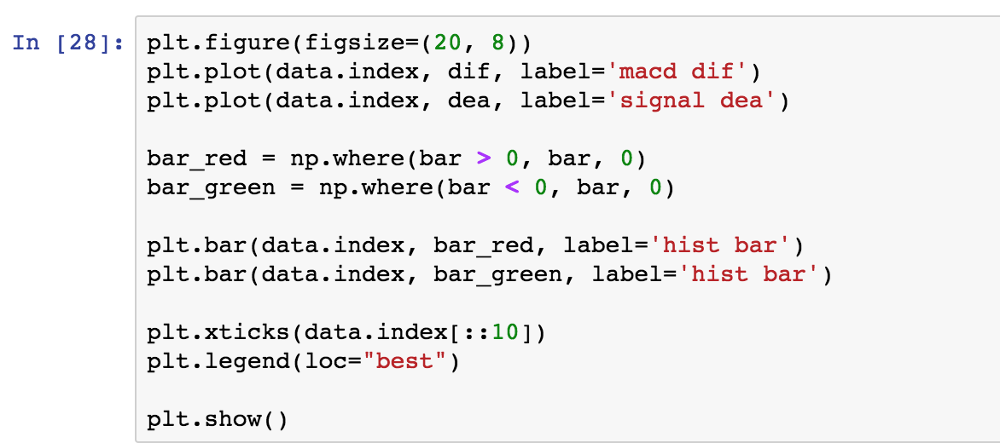 In [28]: plt.figure(figsize=(20, 8))
plt.plot(data.index, dif, label='macd dif')
plt.plot(data.index, dea, label='signal dea')
bar_red = np.where(bar > 0, bar, 0)
bar_green = np.where(bar < 0, bar, 0)
plt.bar(data.index, bar_red, label='hist bar')
plt.bar(data.index, bar_green, label='hist bar')
plt.xticks(data.index[::10])
plt.legend(loc="best")
plt.show()